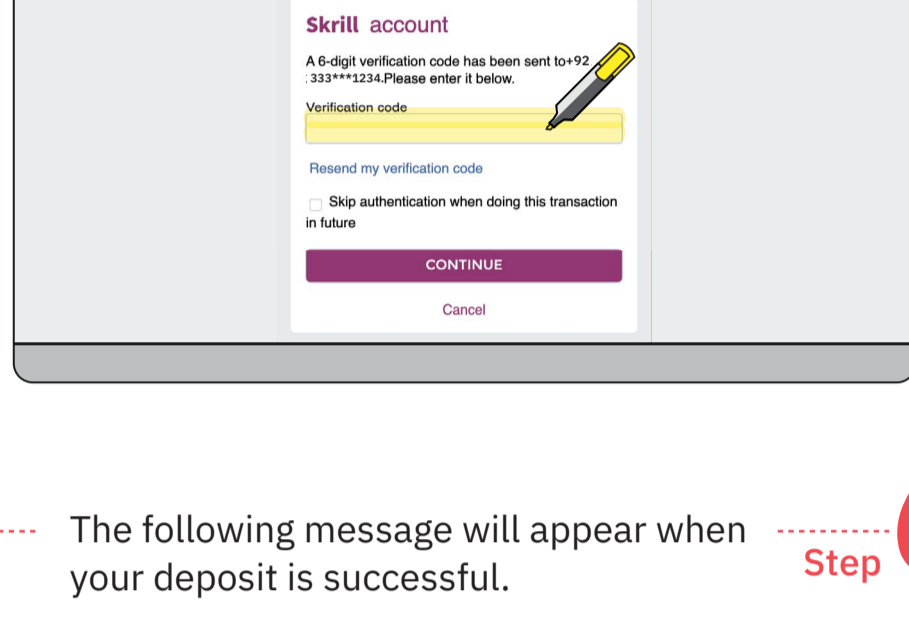 Skrill account
A 6-digit verification code has been sent to+92
333***1234.Please enter it below.
Verification code
Resend my verification code
Skip authentication when doing this transaction
in future
CONTINUE
Cancel
The following message will appear when
your deposit is successful.
Step